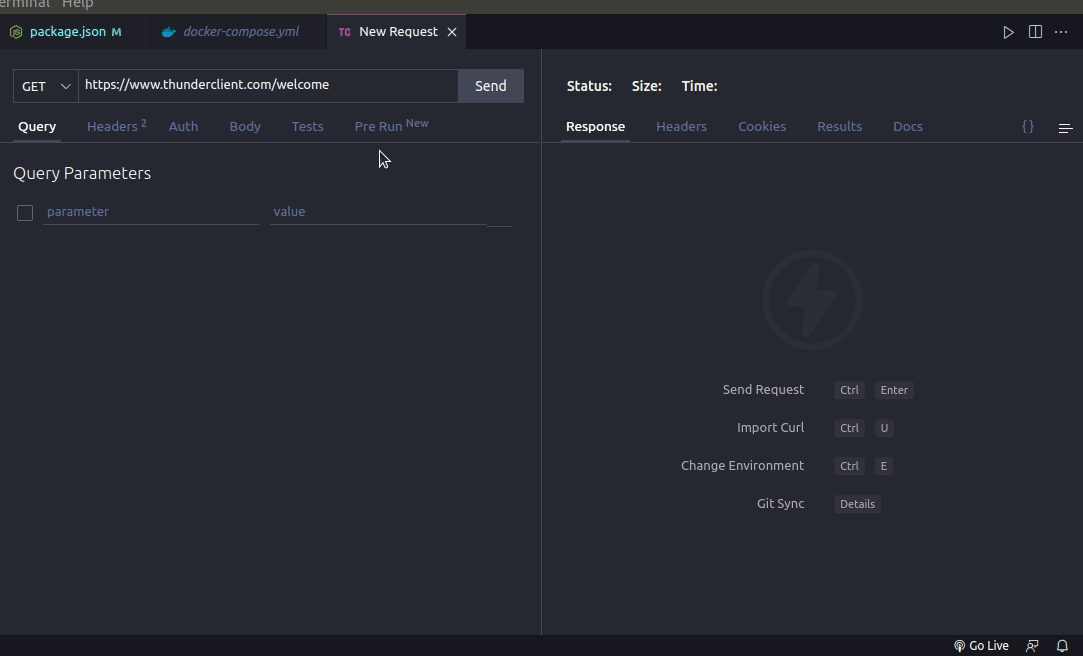 Help
package.json M
docker-compose.yml
TC New Request
GET
https://www.thunderclient.com/welcome
Send
Status: Size: Time:
Query Headers 2 Auth Body Tests Pre Run New
Response Headers Cookies Results Docs {}
Query Parameters
parameter value
Send Request Ctrl Enter
Import Curl Ctrl U
Change Environment Ctrl E
Git Sync Details
Go Live